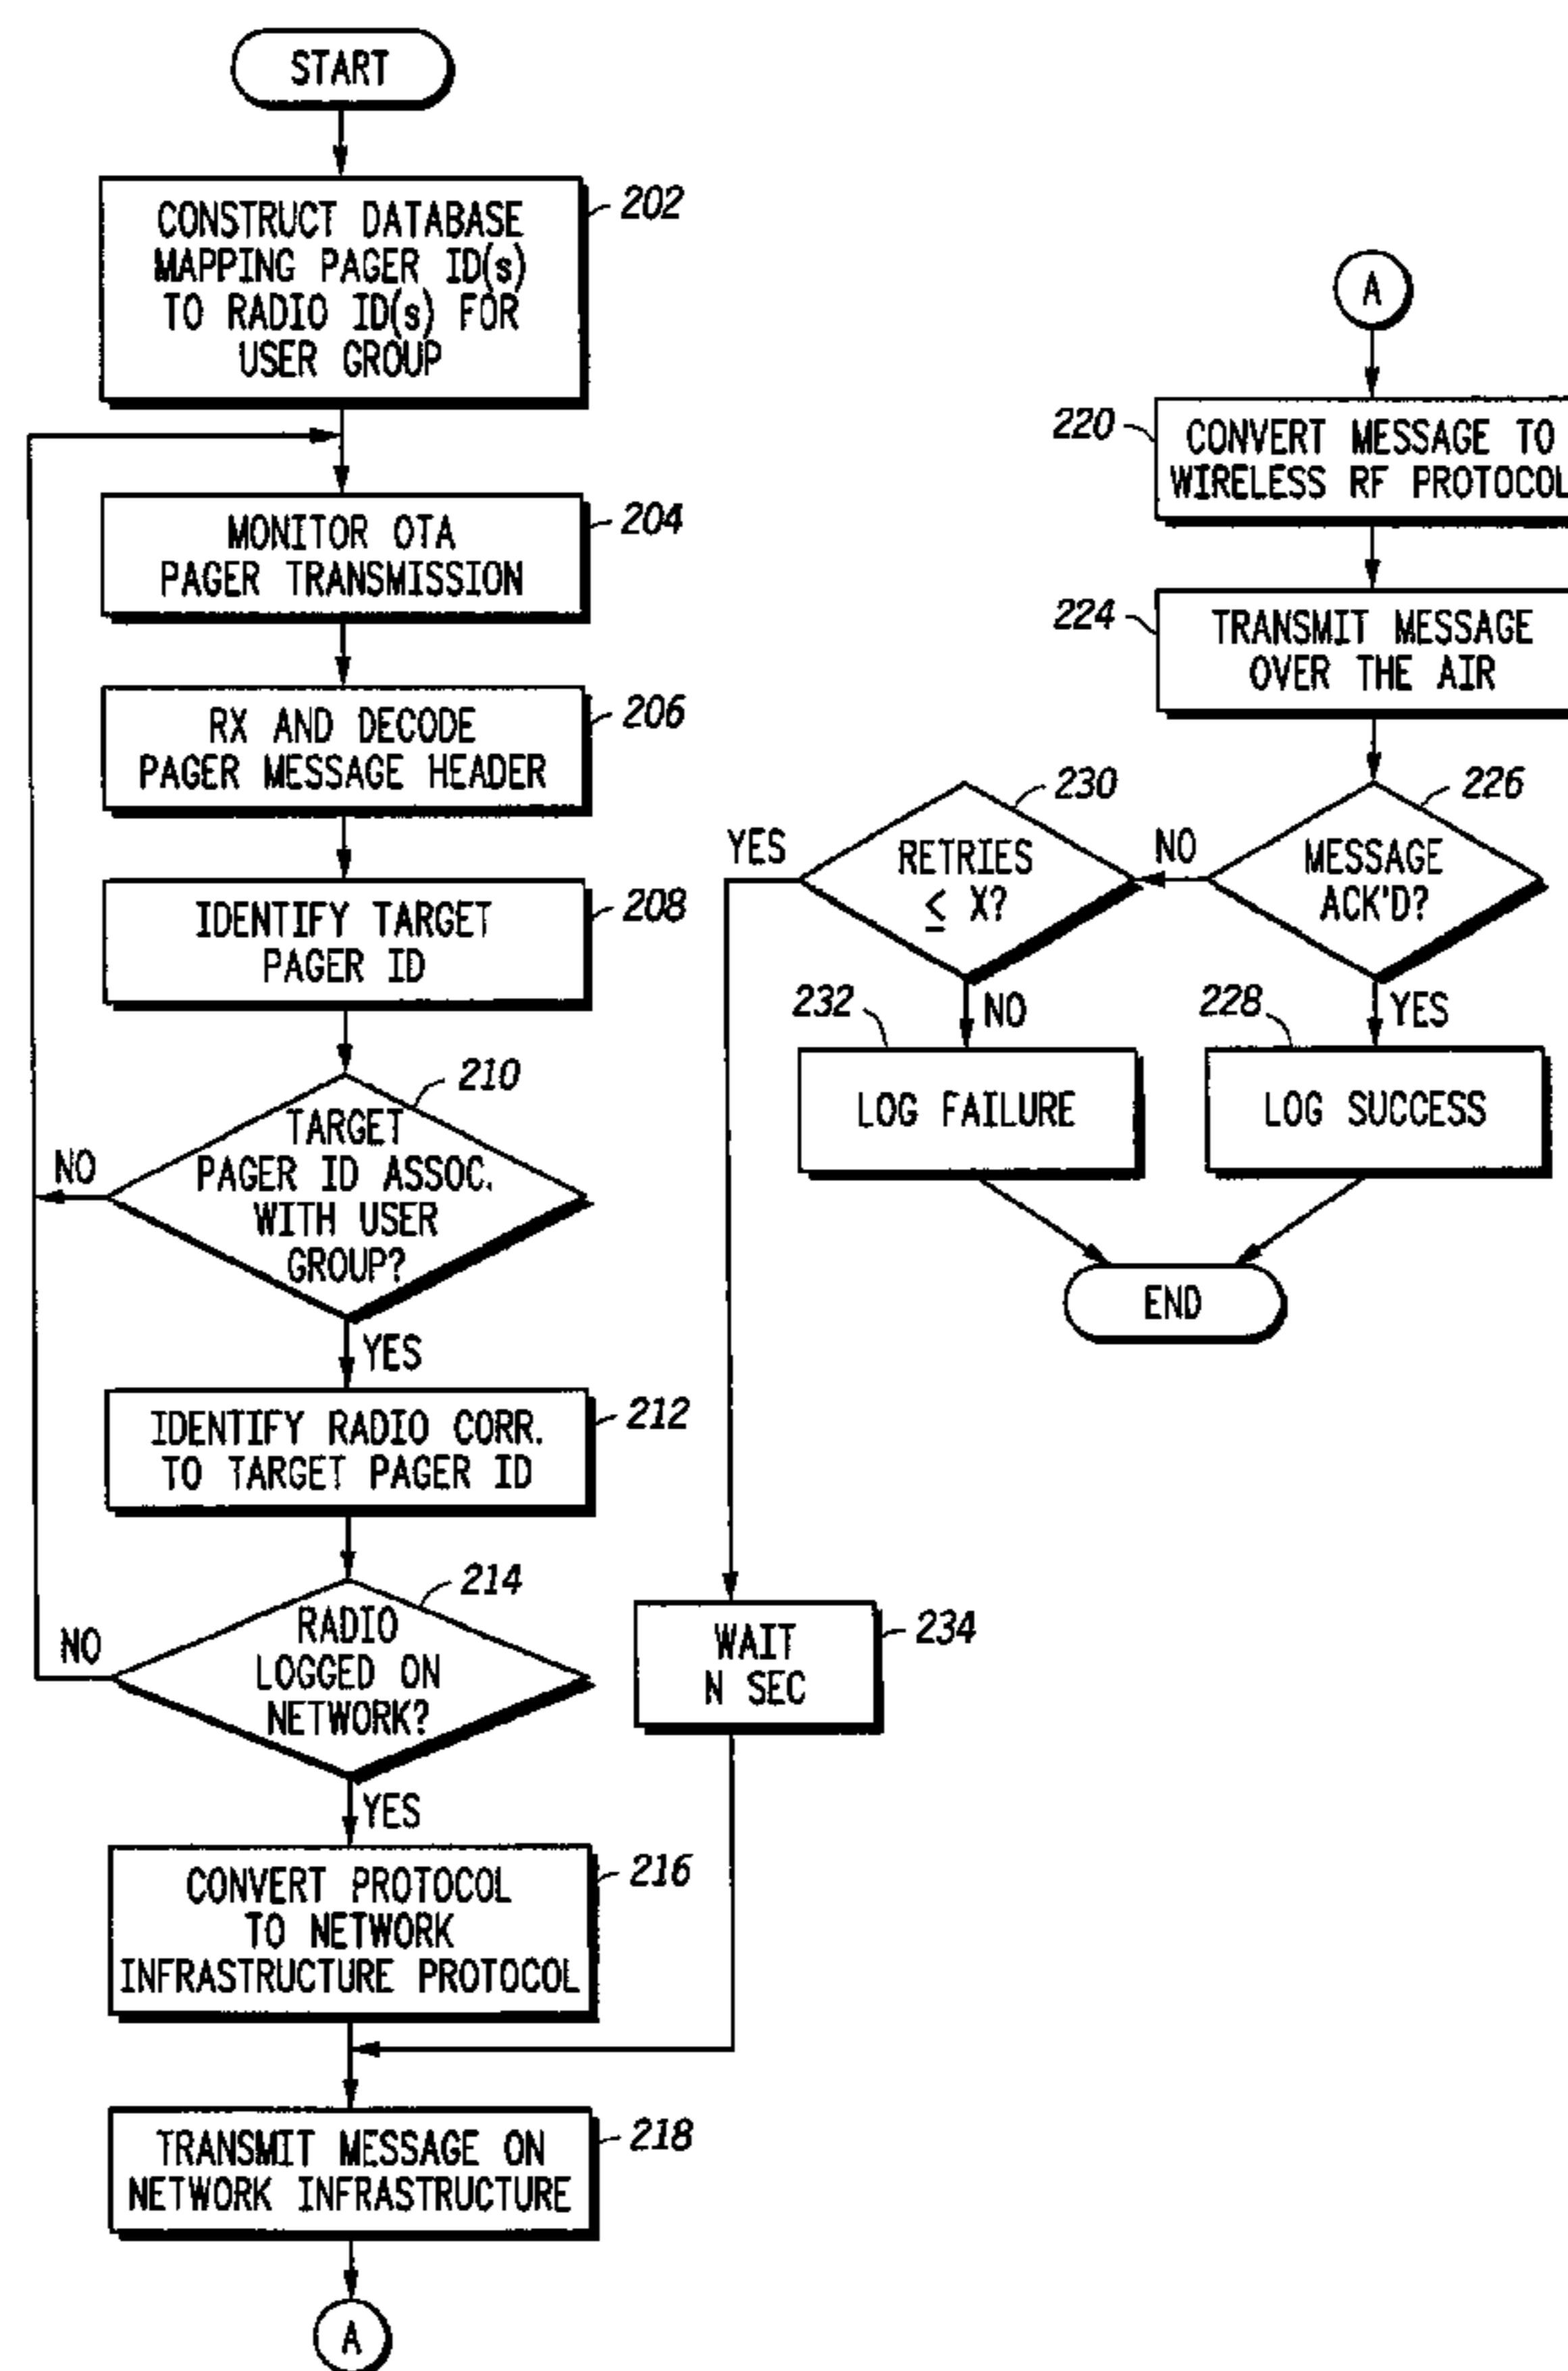 START
CONSTRUCT DATABASE
MAPPING PAGER ID(s)
TO RADIO ID(s) FOR
USER GROUP
202
MONITOR OTA
PAGER TRANSMISSION
204
RX AND DECODE
PAGER MESSAGE HEADER
206
IDENTIFY TARGET
PAGER ID
208
210
TARGET
PAGER ID ASSOC.
WITH USER
GROUP?
NO
YES
IDENTIFY RADIO CORR.
TO TARGET PAGER ID
212
214
RADIO
LOGGED ON
NETWORK?
NO
YES
CONVERT PROTOCOL
TO NETWORK
INFRASTRUCTURE PROTOCOL
216
TRANSMIT MESSAGE ON
NETWORK INFRASTRUCTURE
218
A
A
220
CONVERT MESSAGE TO
WIRELESS RF PROTOCOL
224
TRANSMIT MESSAGE
OVER THE AIR
226
MESSAGE
ACK'D?
NO
YES
230
RETRIES
≤ X?
YES
NO
232
LOG FAILURE
228
LOG SUCCESS
END
WAIT
N SEC
234